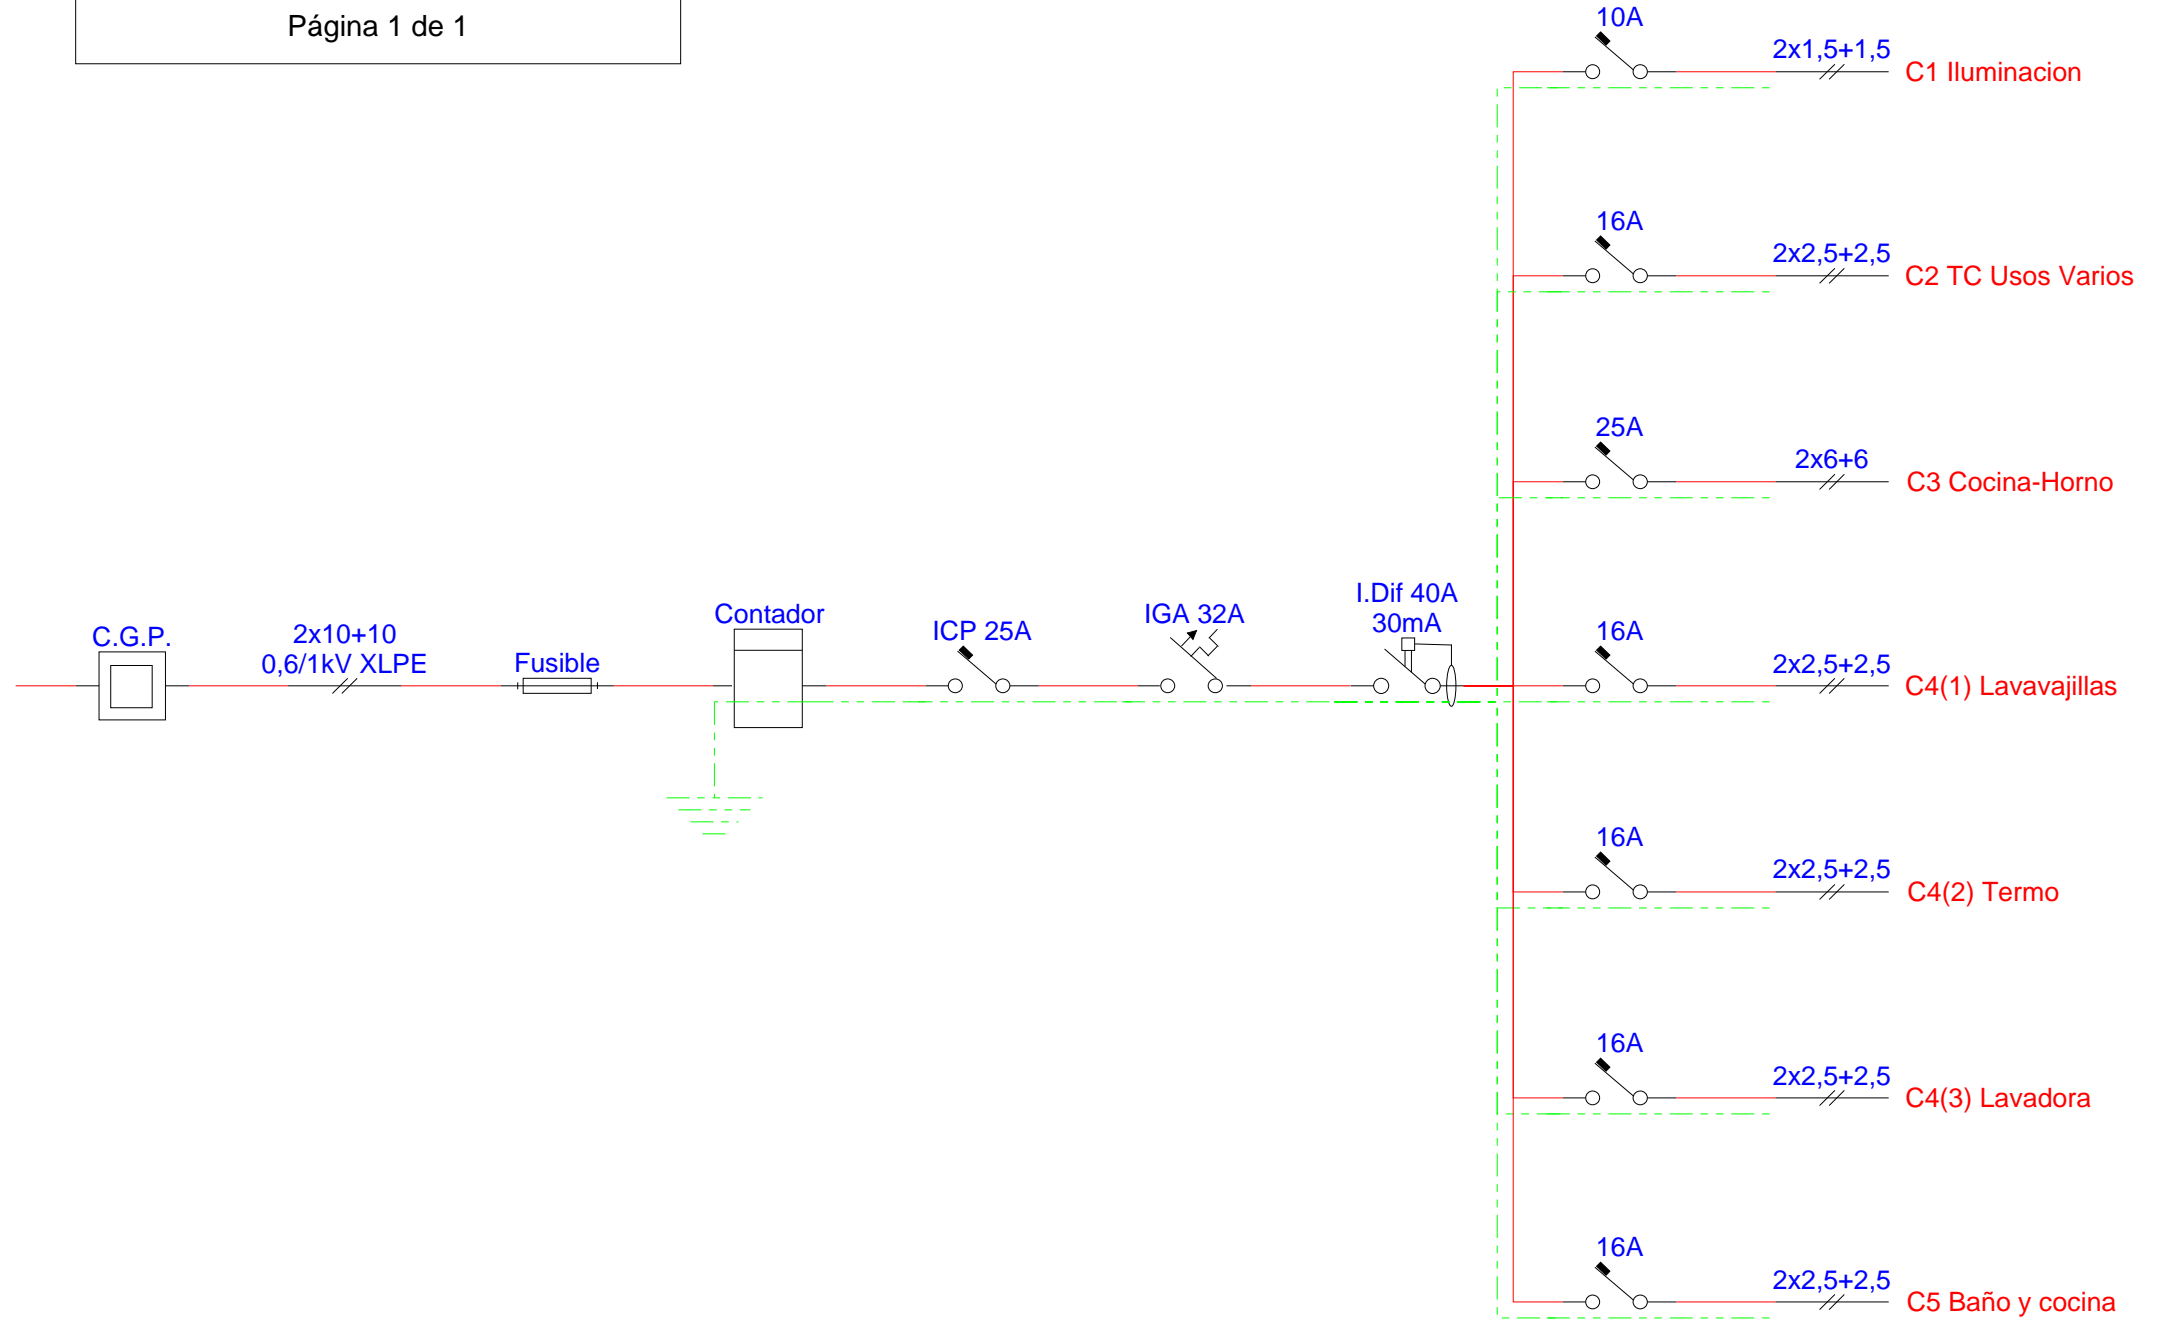 Página 1 de 1
10A
2x1,5+1,5
C1 Iluminacion
16A
2x2,5+2,5
C2 TC Usos Varios
25A
2x6+6
C3 Cocina-Horno
C.G.P.
2x10+10
0,6/1kV XLPE
Fusible
Contador
ICP 25A
IGA 32A
I.Dif 40A
30mA
16A
2x2,5+2,5
C4(1) Lavavajillas
16A
2x2,5+2,5
C4(2) Termo
16A
2x2,5+2,5
C4(3) Lavadora
16A
2x2,5+2,5
C5 Baño y cocina